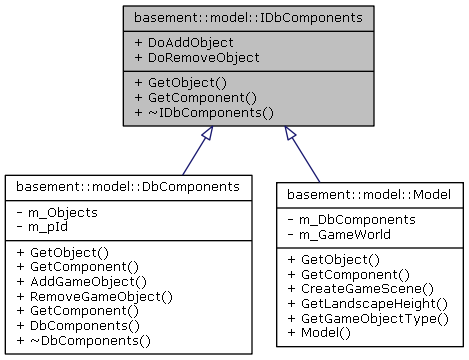 basement::model::IDbComponents
+ DoAddObject
+ DoRemoveObject
+ GetObject()
+ GetComponent()
+ ~IDbComponents()
basement::model::DbComponents
- m_Objects
- m_pId
+ GetObject()
+ GetComponent()
+ AddGameObject()
+ RemoveGameObject()
+ GetComponent()
+ DbComponents()
+ ~DbComponents()
basement::model::Model
- m_DbComponents
- m_GameWorld
+ GetObject()
+ GetComponent()
+ CreateGameScene()
+ GetLandscapeHeight()
+ GetGameObjectType()
+ Model()